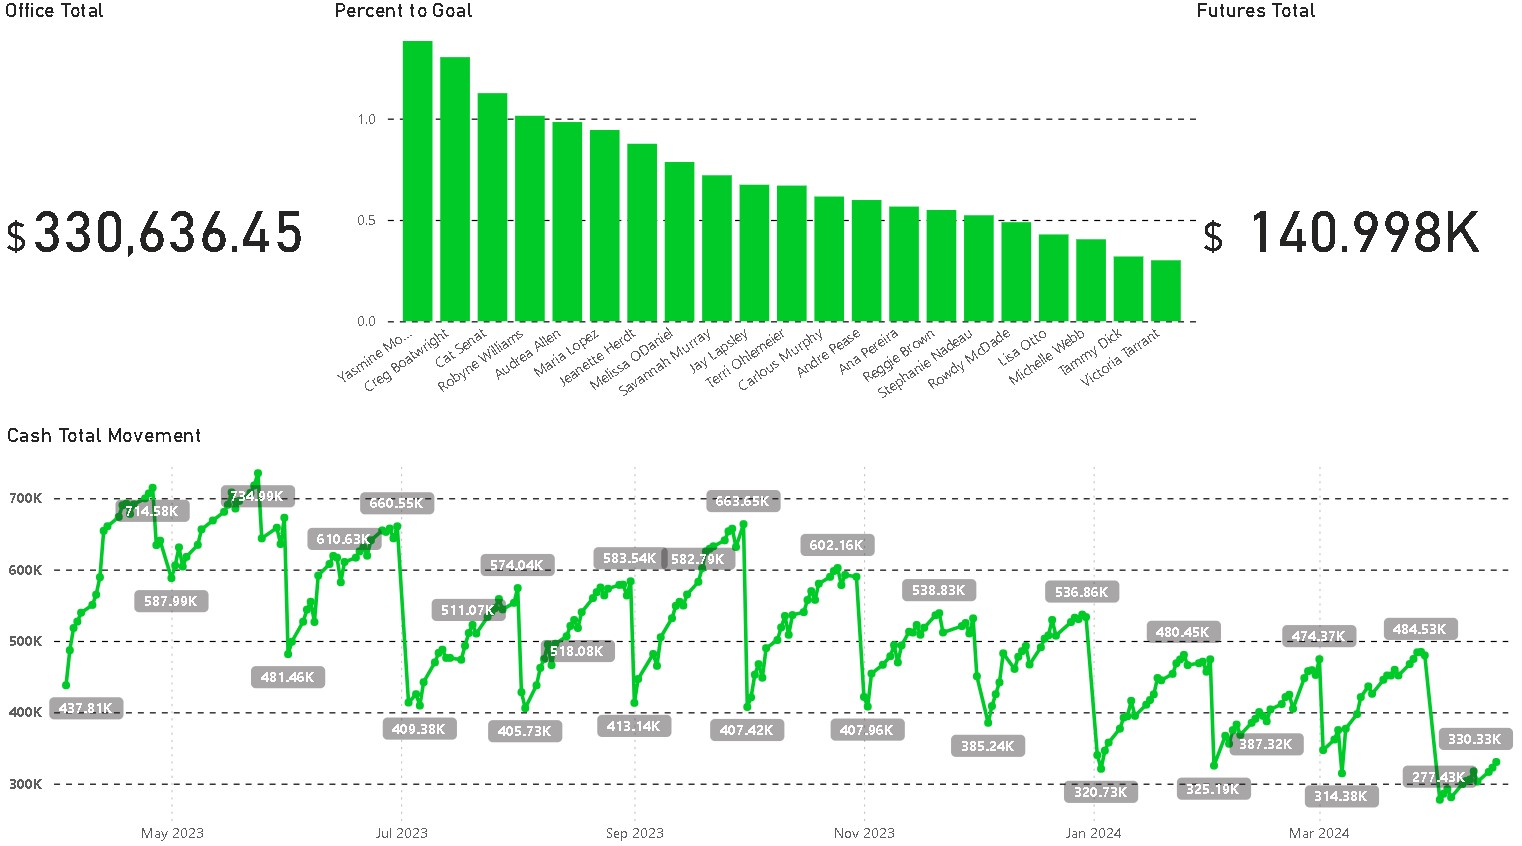 Office Total
Percent to Goal
Futures Total
$330,636.45
1.0
0.5
0.0
$ 140.998K
Yasmine Mo...
Creg Boatwright
Cat Senat
Robyne Williams
Audrea Allen
Maria Lopez
Jeanette Herdt
Melissa ODaniel
Savannah Murray
Jay Lapsley
Terri Ohlemeier
Carlous Murphy
Andre Pease
Ana Pereira
Reggie Brown
Stephanie Nadeau
Rowdy McDade
Lisa Otto
Michelle Webb
Tammy Dick
Victoria Tarrant
Cash Total Movement
700K
600K
500K
400K
300K
437.81K
714.58K
587.99K
734.99K
481.46K
610.63K
660.55K
409.38K
511.07K
574.04K
405.73K
518.08K
583.54K
413.14K
582.79K
663.65K
407.42K
602.16K
407.96K
538.83K
385.24K
536.86K
320.73K
480.45K
325.19K
387.32K
474.37K
314.38K
484.53K
277.43K
330.33K
May 2023
Jul 2023
Sep 2023
Nov 2023
Jan 2024
Mar 2024